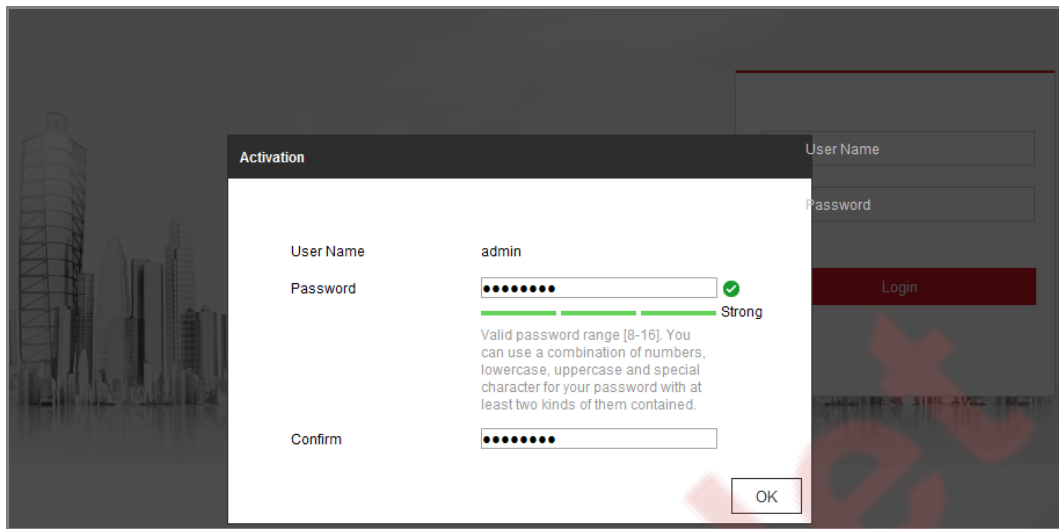 Activation
User Name
Password
Login
User Name admin
Password ●●●●●●●●
Strong
Valid password range [8-16]. You
can use a combination of numbers,
lowercase, uppercase and special
character for your password with at
least two kinds of them contained.
Confirm ●●●●●●●●
OK